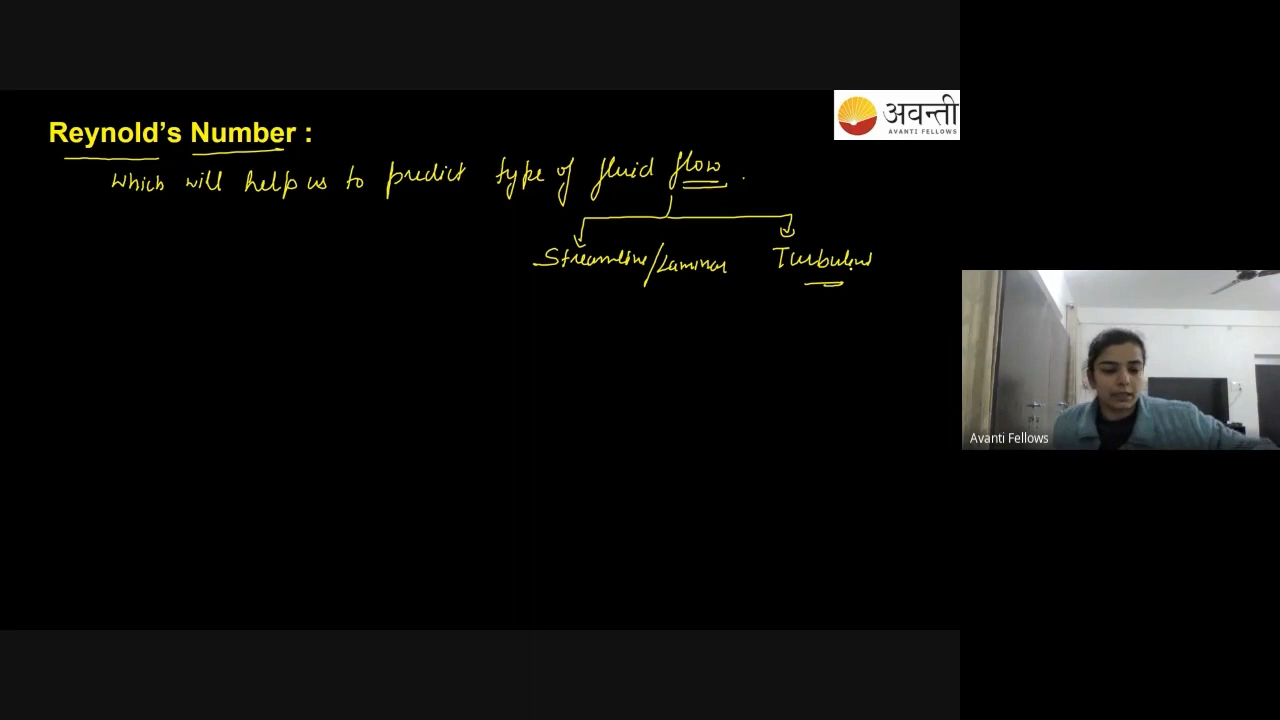 Reynold's Number :
which will help us to predict type of fluid flow .
Streamline/Laminar
Turbulent
अवन्ती
AVANTI FELLOWS
Avanti Fellows